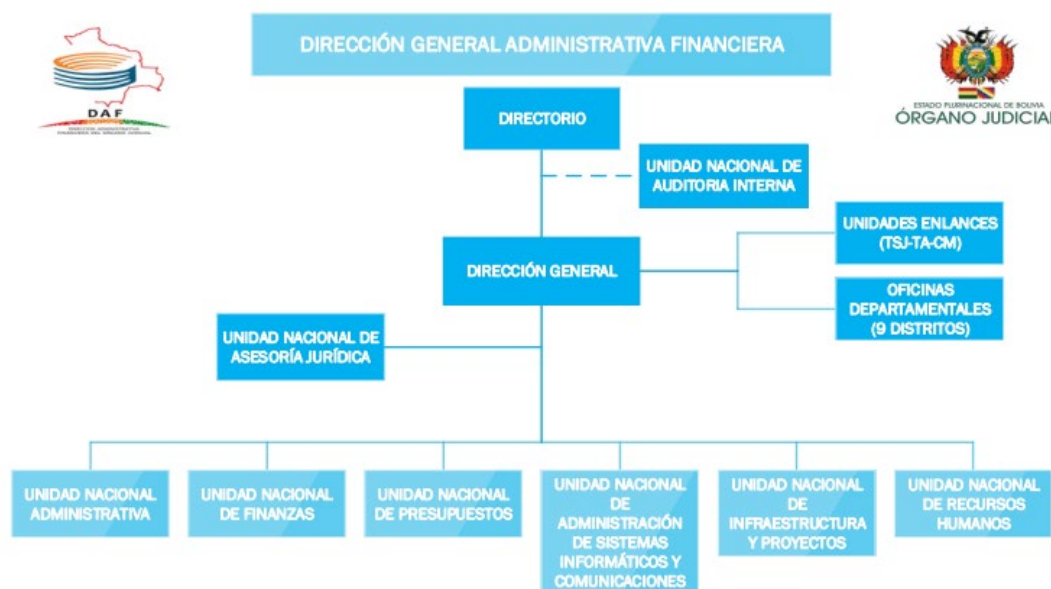 DIRECCIÓN GENERAL ADMINISTRATIVA FINANCIERA
DAF
ESTADO PLURINACIONAL DE BOLIVIA
ÓRGANO JUDICIAL
DIRECTORIO
UNIDAD NACIONAL DE
AUDITORIA INTERNA
UNIDADES ENLANCES
(TSJ-TA-CM)
DIRECCIÓN GENERAL
OFICINAS
DEPARTAMENTALES
(9 DISTRITOS)
UNIDAD NACIONAL DE
ASESORÍA JURÍDICA
UNIDAD NACIONAL
ADMINISTRATIVA
UNIDAD NACIONAL
DE FINANZAS
UNIDAD NACIONAL
DE PRESUPUESTOS
UNIDAD NACIONAL
DE
ADMINISTRACIÓN
DE SISTEMAS
INFORMÁTICOS Y
COMUNICACIONES
UNIDAD NACIONAL
DE
INFRAESTRUCTURA
Y PROYECTOS
UNIDAD NACIONAL
DE RECURSOS
HUMANOS